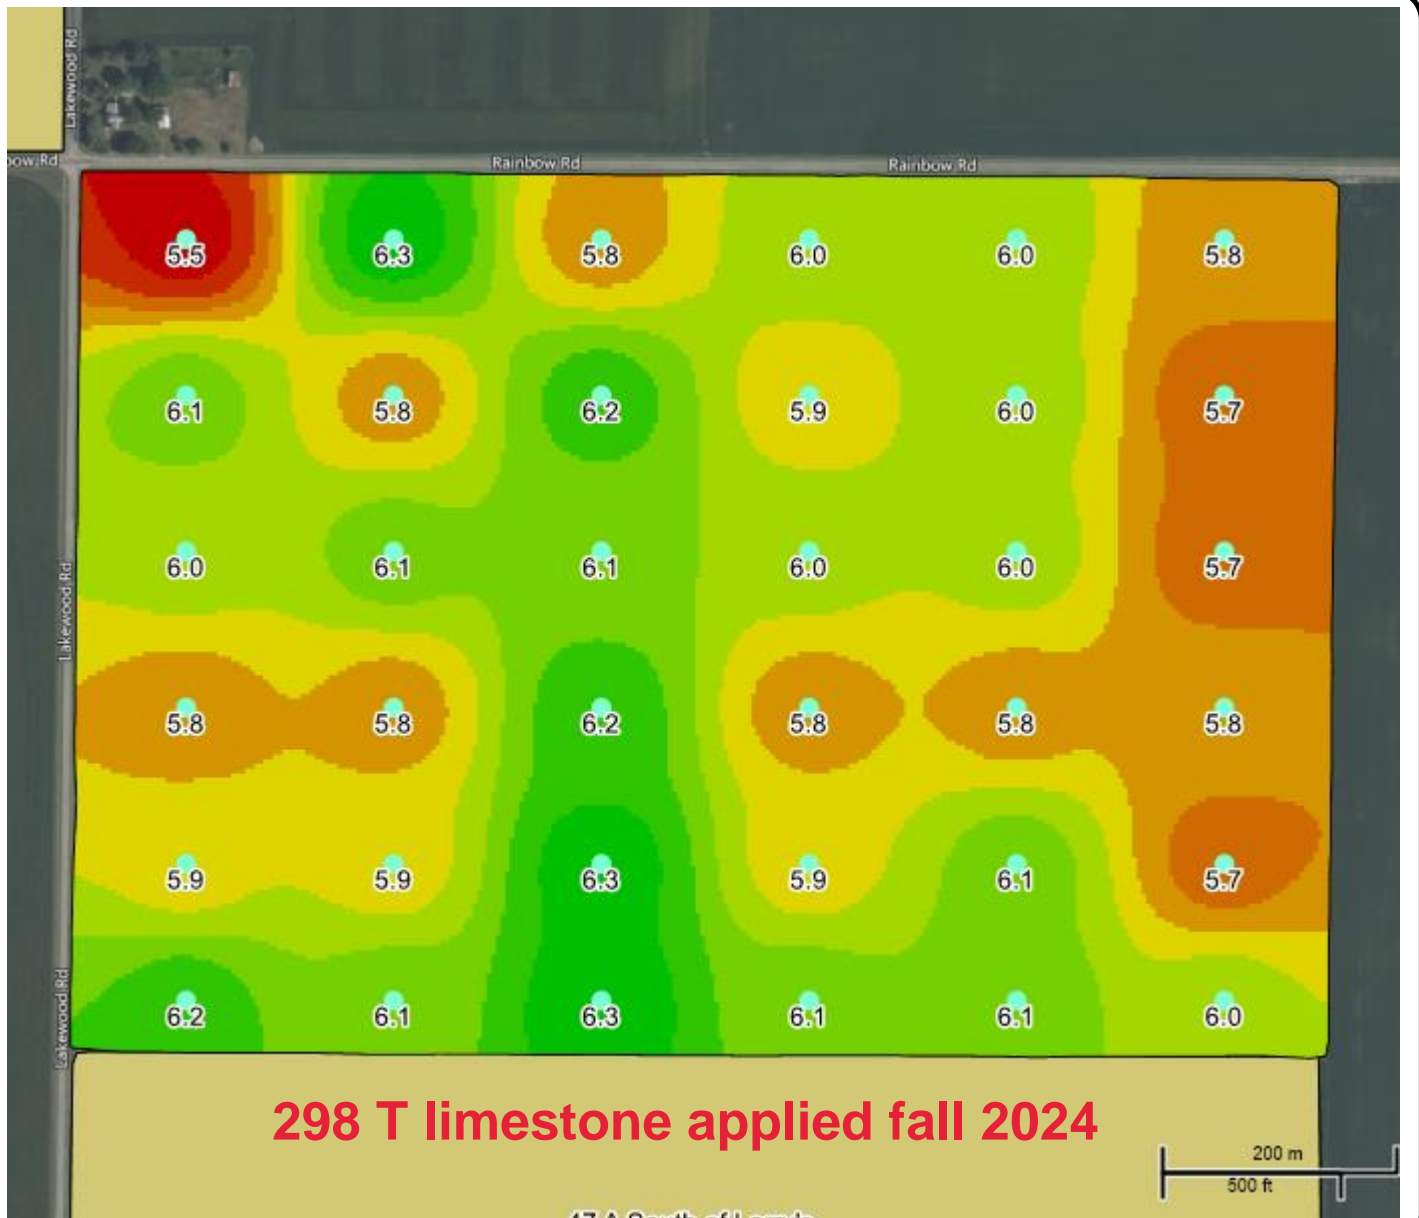 Lakewood Rd
ow Rd
Rainbow Rd
Rainbow Rd
5.5 6.3 5.8 6.0 6.0 5.8
6.1 5.8 6.2 5.9 6.0 5.7
6.0 6.1 6.1 6.0 6.0 5.7
Lakewood Rd
5.8 5.8 6.2 5.8 5.8 5.8
5.9 5.9 6.3 5.9 6.1 5.7
Lakewood Rd
6.2 6.1 6.3 6.1 6.1 6.0
298 T limestone applied fall 2024
200 m
500 ft